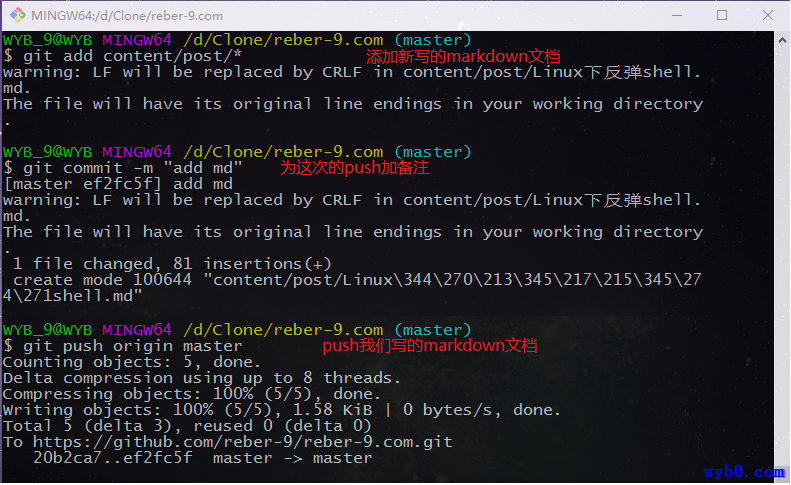 MINGW64:/d/Clone/reber-9.com
WYB_9@WYB MINGW64 /d/Clone/reber-9.com (master)
$ git add content/post/* 添加新写的markdown文档
warning: LF will be replaced by CRLF in content/post/Linux下反弹shell.
md.
The file will have its original line endings in your working directory
.
WYB_9@WYB MINGW64 /d/Clone/reber-9.com (master)
$ git commit -m "add md" 为这次的push加备注
[master ef2fc5f] add md
warning: LF will be replaced by CRLF in content/post/Linux下反弹shell.
md.
The file will have its original line endings in your working directory
.
1 file changed, 81 insertions(+)
create mode 100644 "content/post/Linux\344\270\213\345\217\215\345\27
4\271shell.md"
WYB_9@WYB MINGW64 /d/Clone/reber-9.com (master)
$ git push origin master push我们写的markdown文档
Counting objects: 5, done.
Delta compression using up to 8 threads.
Compressing objects: 100% (5/5), done.
Writing objects: 100% (5/5), 1.58 KiB | 0 bytes/s, done.
Total 5 (delta 3), reused 0 (delta 0)
To https://github.com/reber-9/reber-9.com.git
20b2ca7..ef2fc5f master -> master
wyb0.com